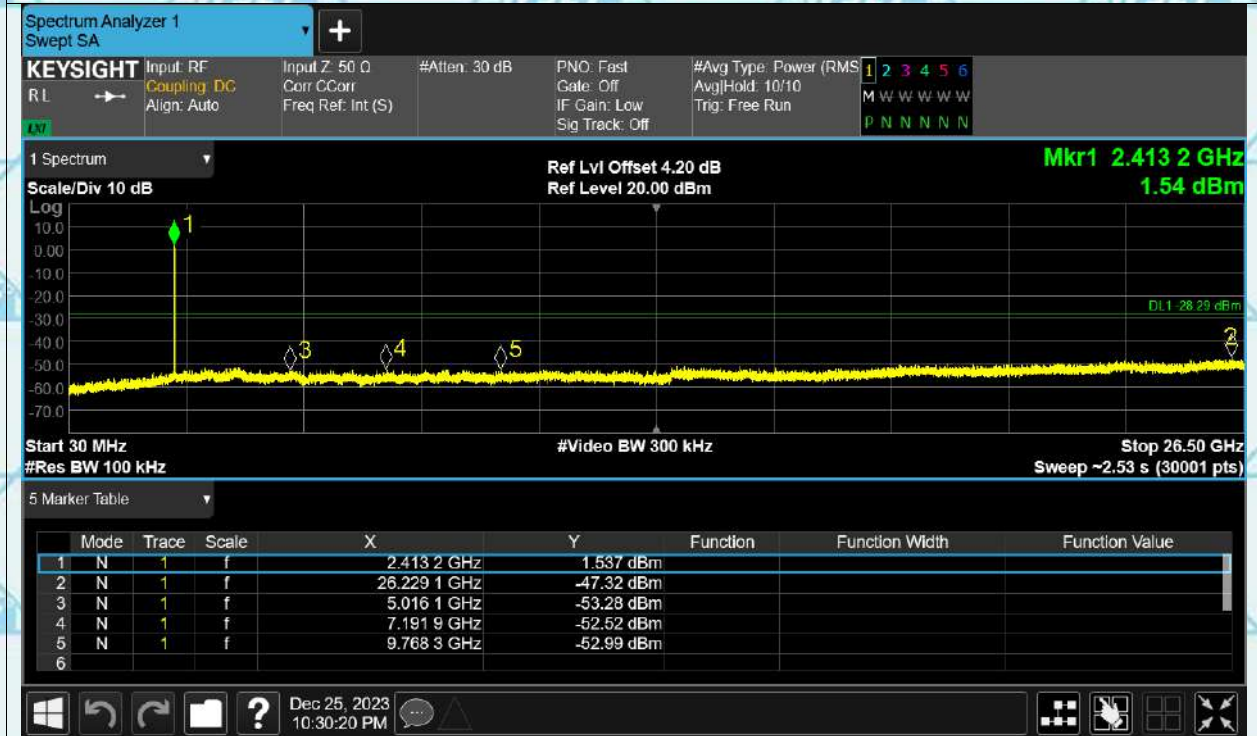 Spectrum Analyzer 1
Swept SA
+
KEYSIGHT
RL
LXI
Input: RF
Coupling: DC
Align: Auto
Input Z: 50 Ω
Corr CCorr
Freq Ref: Int (S)
#Atten: 30 dB
PNO: Fast
Gate: Off
IF Gain: Low
Sig Track: Off
#Avg Type: Power (RMS
Avg|Hold: 10/10
Trig: Free Run
1 2 3 4 5 6
M W W W W W
P N N N N N
1 Spectrum
Scale/Div 10 dB
Ref Lvl Offset 4.20 dB
Ref Level 20.00 dBm
Mkr1 2.413 2 GHz
1.54 dBm
Log
10.0
0.00
-10.0
-20.0
-30.0
-40.0
-50.0
-60.0
-70.0
1
3
4
5
2
DL1 -28.29 dBm
Start 30 MHz
#Video BW 300 kHz
Stop 26.50 GHz
#Res BW 100 kHz
Sweep ~2.53 s (30001 pts)
5 Marker Table
Mode Trace Scale X Y Function Function Width Function Value
1 N 1 f 2.413 2 GHz 1.537 dBm
2 N 1 f 26.229 1 GHz -47.32 dBm
3 N 1 f 5.016 1 GHz -53.28 dBm
4 N 1 f 7.191 9 GHz -52.52 dBm
5 N 1 f 9.768 3 GHz -52.99 dBm
6
?
Dec 25, 2023
10:30:20 PM